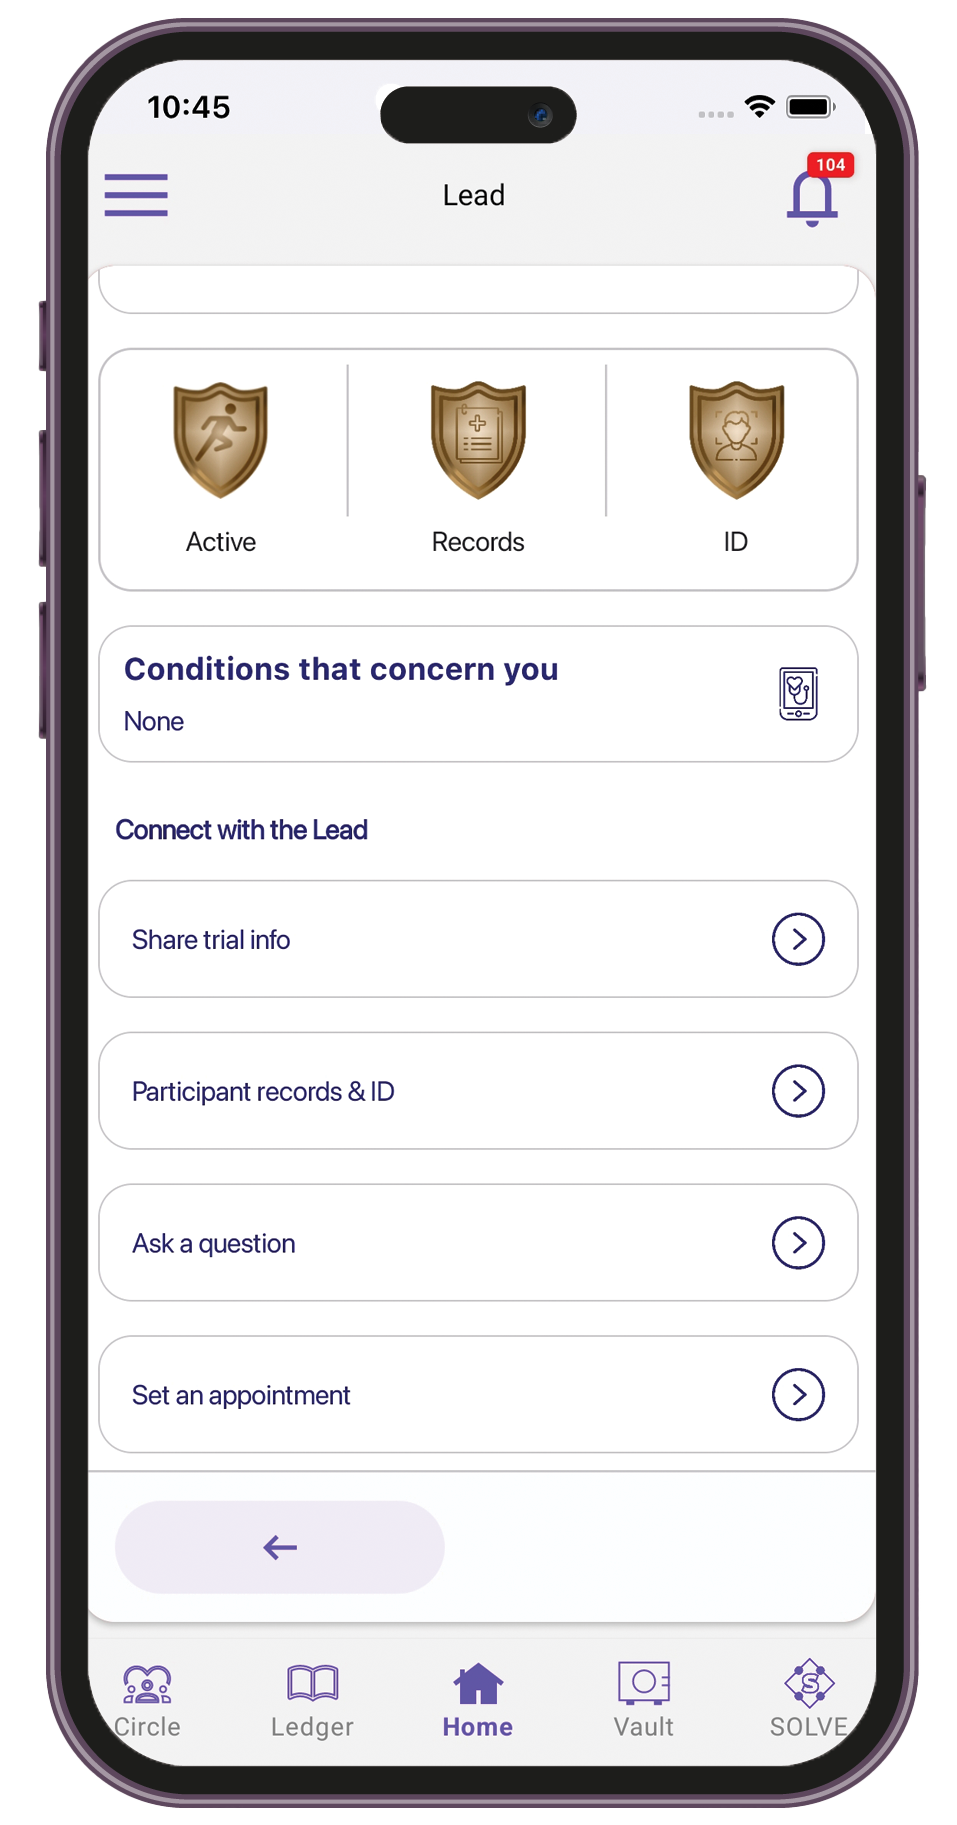 10:45
104
Lead
Active
Records
ID
Conditions that concern you
None
Connect with the Lead
Share trial info
Participant records & ID
Ask a question
Set an appointment
Circle
Ledger
Home
Vault
S
SOLVE